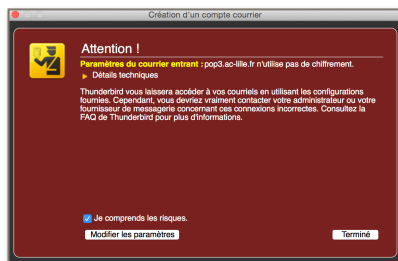 Création d'un compte courrier
Attention !
Paramètres du courrier entrant : pop3.ac-lille.fr n'utilise pas de chiffrement.
Détails techniques
Thunderbird vous laissera accéder à vos courriels en utilisant les configurations
fournies. Cependant, vous devriez vraiment contacter votre administrateur ou votre
fournisseur de messagerie concernant ces connexions incorrectes. Consultez la
FAQ de Thunderbird pour plus d'informations.
Je comprends les risques.
Modifier les paramètres
Terminé